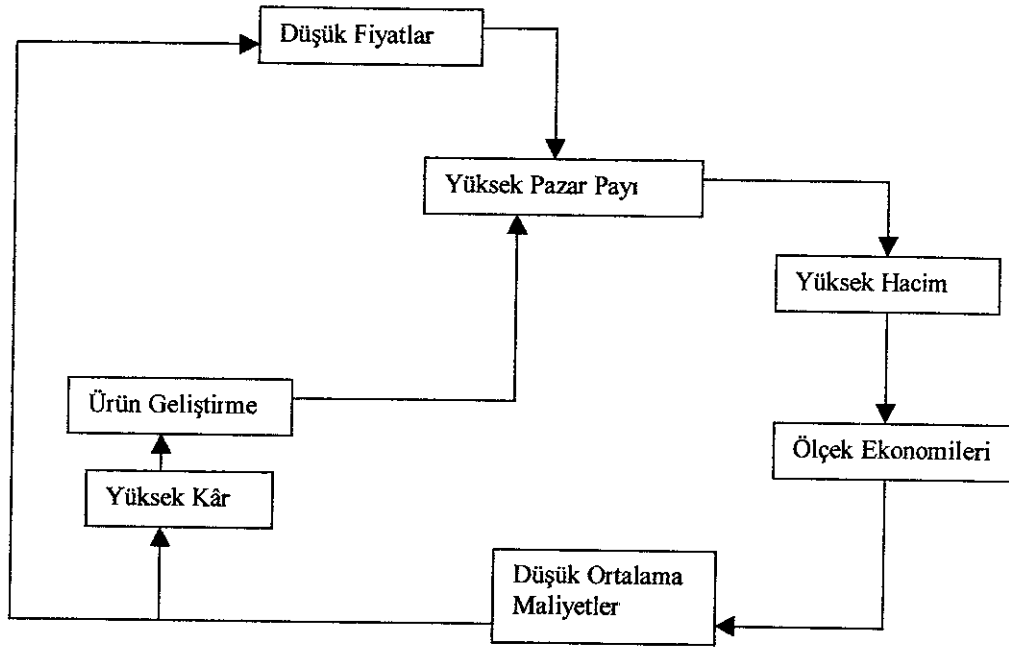 Düşük Fiyatlar
Yüksek Pazar Payı
Yüksek Hacim
Ürün Geliştirme
Ölçek Ekonomileri
Yüksek Kâr
Düşük Ortalama
Maliyetler